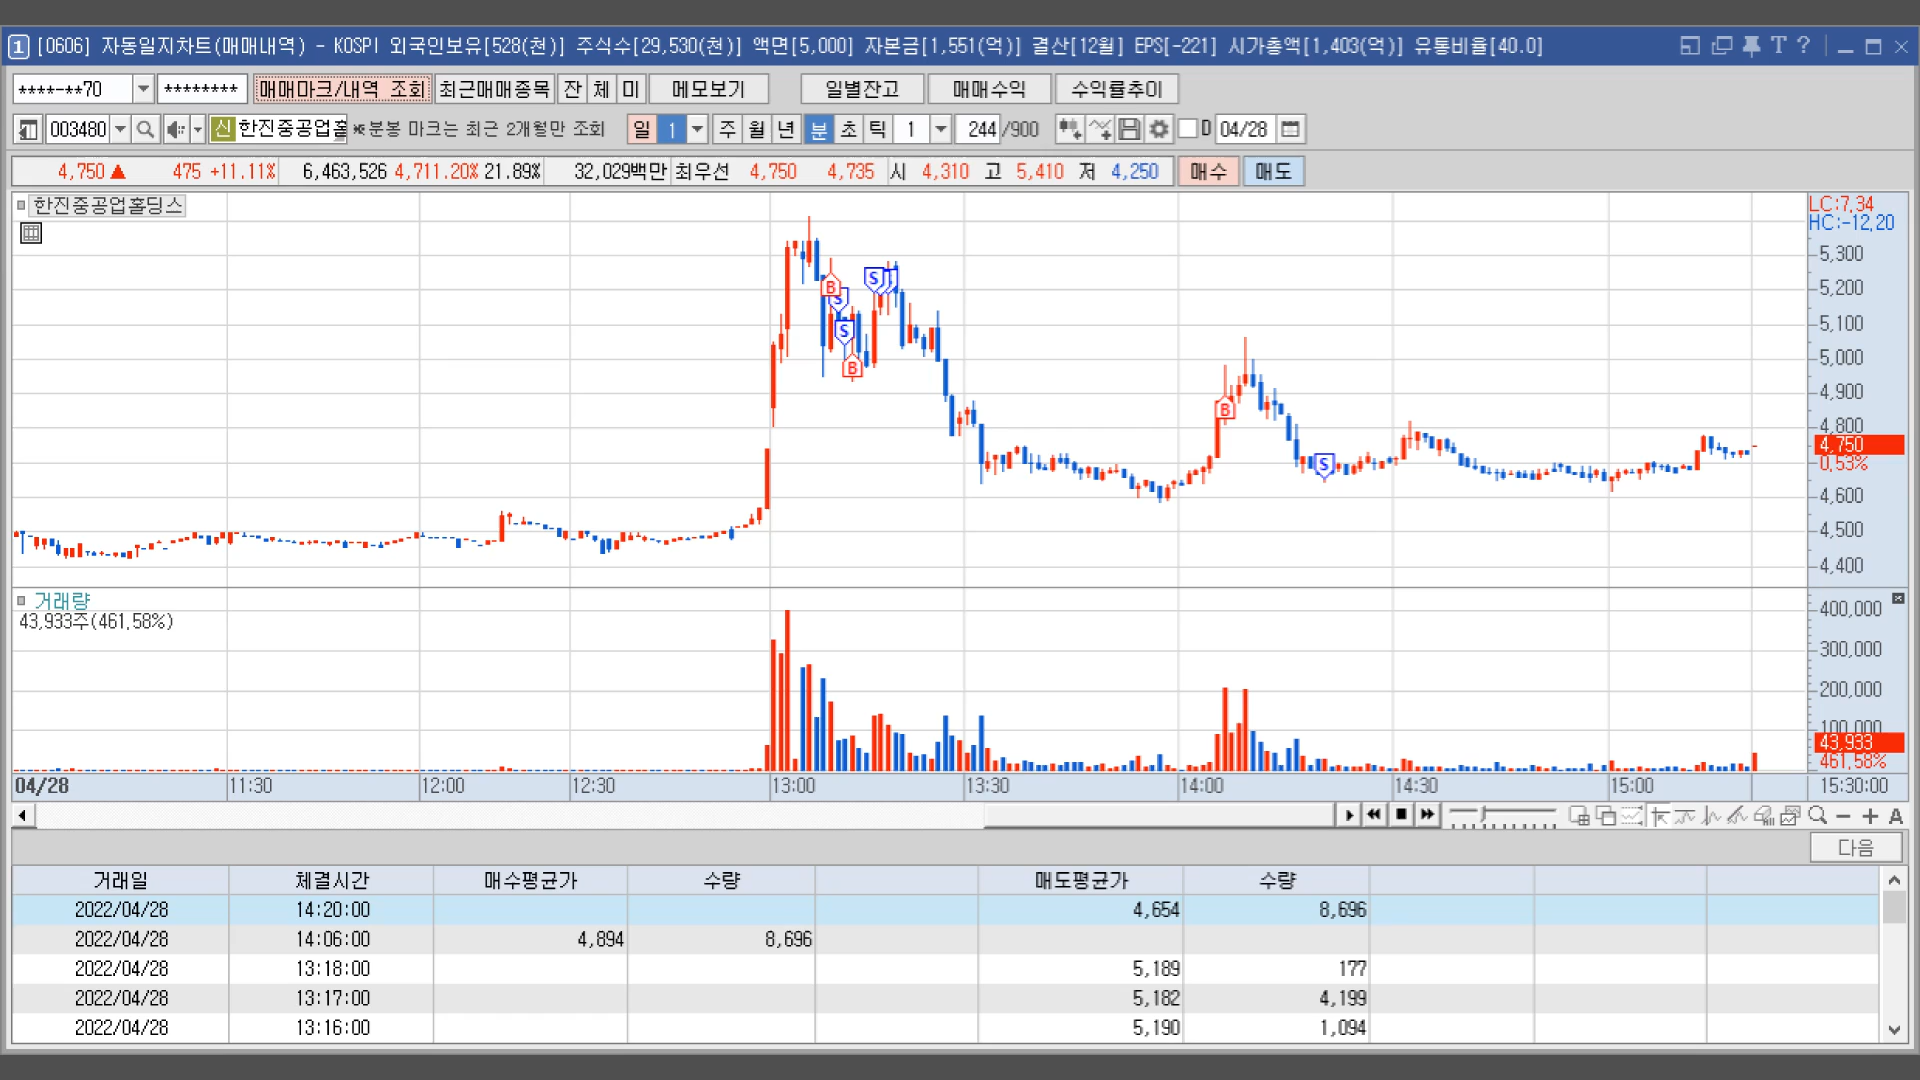 1 [0606] 자동일지차트(매매내역) - KOSPI 외국인보유[528(천)] 주식수[29,530(천)] 액면[5,000] 자본금[1,551(억)] 결산[12월] EPS[-221] 시가총액[1,403(억)] 유통비율[40.0] T ?
****-**70 ******** 매매마크/내역 조회 최근매매종목 잔 체 미 메모보기 일별잔고 매매수익 수익률추이
003480 신 한진중공업홀 ※분봉 마크는 최근 2개월만 조회 일 1 주 월 년 분 초 틱 1 244 /900 D 04/28
4,750 ▲ 475 +11.11% 6,463,526 4,711.20% 21.89% 32,029백만 최우선 4,750 4,735 시 4,310 고 5,410 저 4,250 매수 매도
한진중공업홀딩스
LC:7.34
HC:-12.20
5,300
5,200
5,100
5,000
4,900
4,800
4,750
0.53%
4,600
4,500
4,400
B
S
S
B
S
B
S
거래량
43,933주(461.58%)
400,000
300,000
200,000
100,000
43,933
461.58%
04/28 11:30 12:00 12:30 13:00 13:30 14:00 14:30 15:00 15:30:00
A
다음
거래일 체결시간 매수평균가 수량 매도평균가 수량
2022/04/28 14:20:00 4,654 8,696
2022/04/28 14:06:00 4,894 8,696
2022/04/28 13:18:00 5,189 177
2022/04/28 13:17:00 5,182 4,199
2022/04/28 13:16:00 5,190 1,094